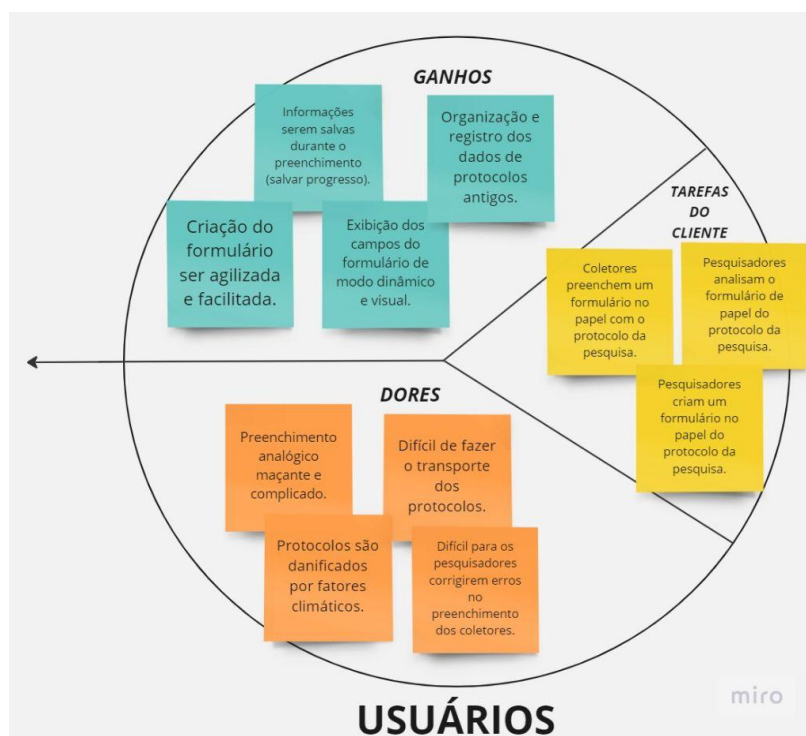 GANHOS
Informações
serem salvas
durante o
preenchimento
(salvar progresso).
Organização e
registro dos
dados de
protocolos
antigos.
Criação do
formulário
ser agilizada
e facilitada.
Exibição dos
campos do
formulário de
modo dinâmico
e visual.
TAREFAS
DO
CLIENTE
Coletores
preenchem um
formulário no
papel com o
protocolo da
pesquisa.
Pesquisadores
analisam o
formulário de
papel do
protocolo da
pesquisa.
Pesquisadores
criam um
formulário no
papel do
protocolo da
pesquisa.
DORES
Preenchimento
analógico
maçante e
complicado.
Difícil de fazer
o transporte
dos
protocolos.
Protocolos são
danificados
por fatores
climáticos.
Difícil para os
pesquisadores
corrigirem erros
no
preenchimento
dos coletores.
miro
USUÁRIOS